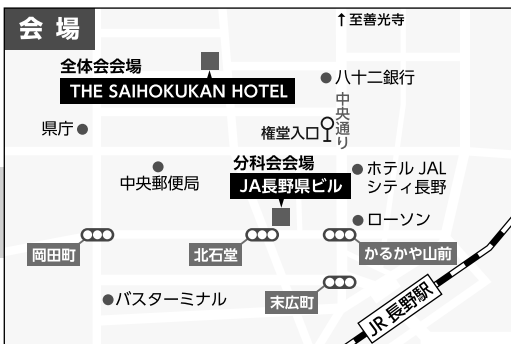 会場
↑至善光寺
全体会会場
THE SAIHOKUKAN HOTEL
八十二銀行
中央通り
権堂入口
県庁
分科会会場
JA長野県ビル
中央郵便局
ホテル JAL
シティ長野
ローソン
岡田町
北石堂
かるかや山前
バスターミナル
末広町
JR 長野駅